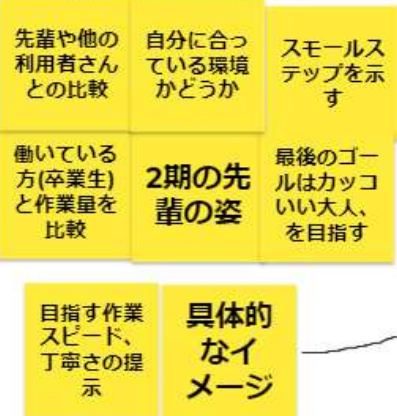 先輩や他の
利用者さん
との比較
自分に合っ
ている環境
かどうか
スモールス
テップを示
す
働いている
方(卒業生)
と作業量を
比較
2期の先
輩の姿
最後のゴー
ルはカッコ
いい大人、
を目指す
目指す作業
スピード、
丁寧さの提
示
具体的
なイ
メージ